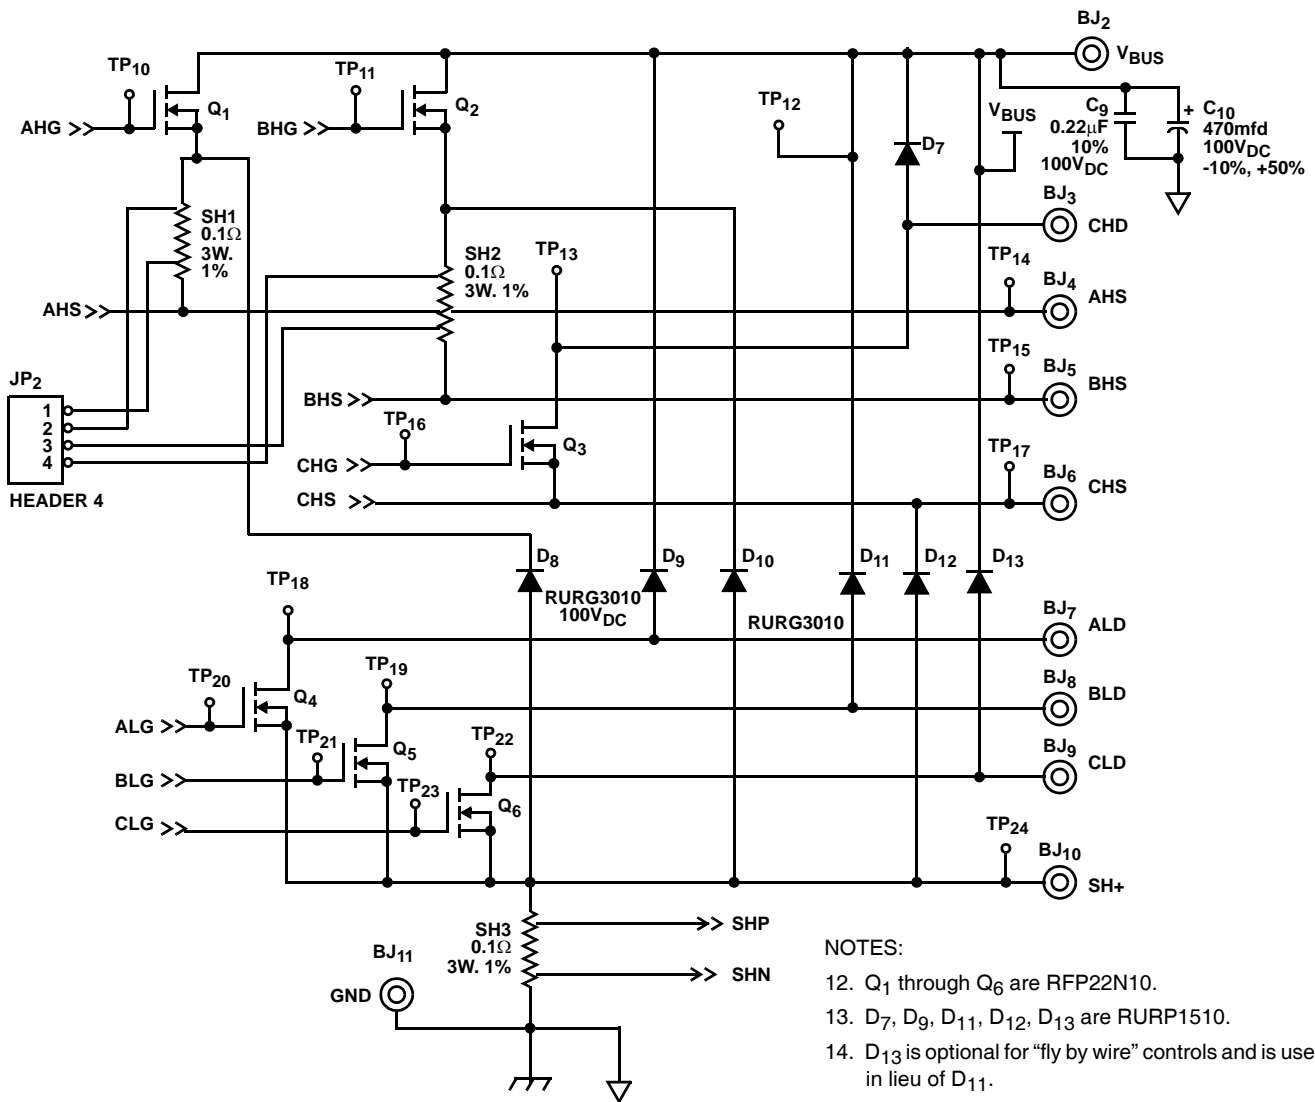 BJ2
VBUS
TP10
Q1
AHG
TP11
Q2
BHG
TP12
D7
VBUS
C9
0.22μF
10%
100VDC
+
C10
470mfd
100VDC
-10%, +50%
BJ3
CHD
SH1
0.1Ω
3W.
1%
SH2
0.1Ω
3W. 1%
TP13
TP14
BJ4
AHS
AHS
TP15
BJ5
BHS
BHS
JP2
1
2
3
4
HEADER 4
TP16
Q3
CHG
CHS
TP17
BJ6
CHS
D8
D9
D10
D11
D12
D13
RURG3010
100VDC
RURG3010
TP18
BJ7
ALD
TP20
Q4
ALG
TP19
BJ8
BLD
TP21
Q5
BLG
TP22
BJ9
CLD
TP23
Q6
CLG
TP24
BJ10
SH+
SH3
0.1Ω
3W. 1%
SHP
SHN
BJ11
GND
NOTES:
12. Q1 through Q6 are RFP22N10.
13. D7, D9, D11, D12, D13 are RURP1510.
14. D13 is optional for “fly by wire” controls and is use
in lieu of D11.